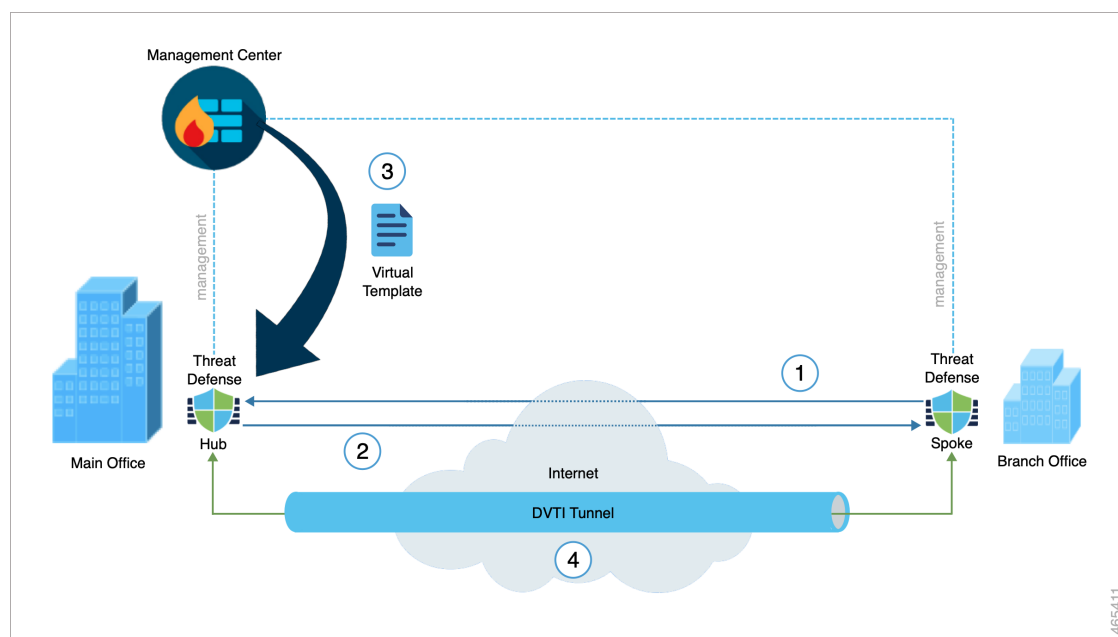 Management Center
3
Virtual
Template
management
management
Threat
Defense
Hub
Main Office
1
2
Threat
Defense
Spoke
Branch Office
Internet
DVTI Tunnel
4
465411